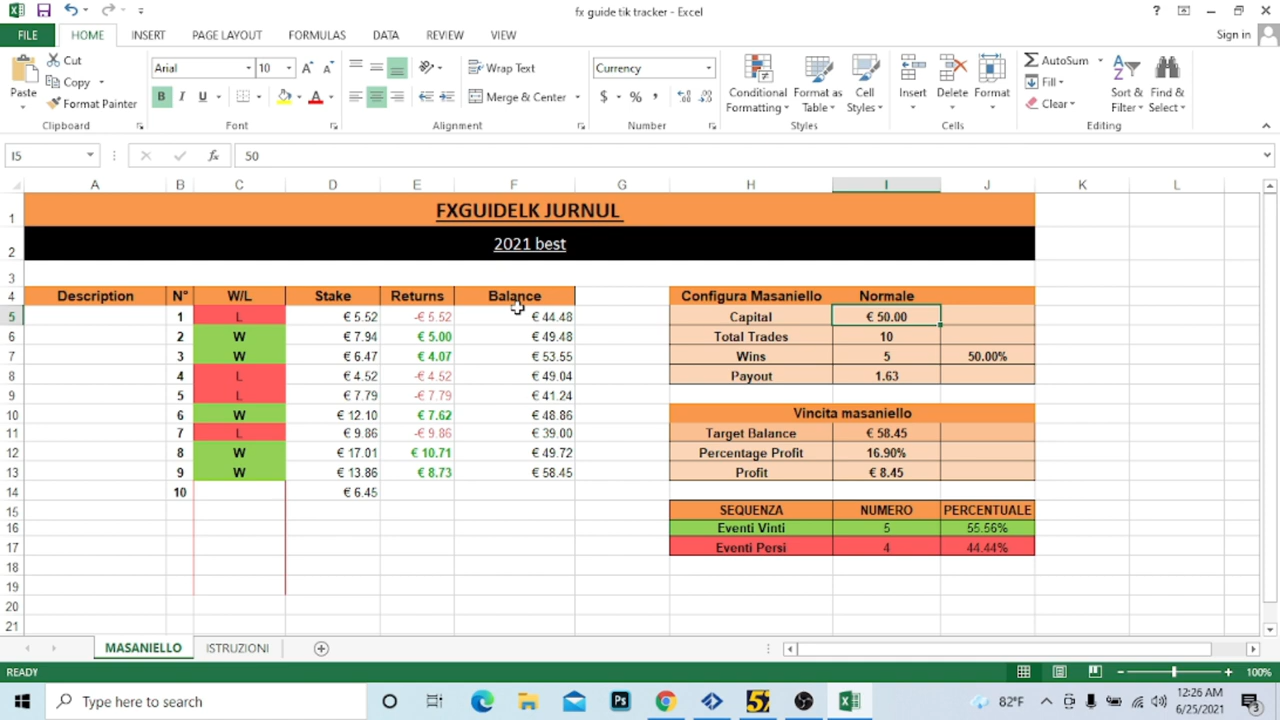 fx guide tik tracker - Excel
Sign in
FILE HOME INSERT PAGE LAYOUT FORMULAS DATA REVIEW VIEW
Paste
Cut
Copy
Format Painter
Clipboard
Arial 10
B I U
Font
Wrap Text
Merge & Center
Alignment
Currency
$ % ,
Number
Conditional Formatting
Format as Table
Cell Styles
Styles
Insert Delete Format
Cells
AutoSum
Fill
Clear
Sort & Filter
Find & Select
Editing
I5 fx 50
A B C D E F G H I J K L
1 FXGUIDELK JURNUL
2 2021 best
3
4 Description N° W/L Stake Returns Balance Configura Masaniello Normale
5 1 L € 5.52 -€ 5.52 € 44.48 Capital € 50.00
6 2 W € 7.94 € 5.00 € 49.48 Total Trades 10
7 3 W € 6.47 € 4.07 € 53.55 Wins 5 50.00%
8 4 L € 4.52 -€ 4.52 € 49.04 Payout 1.63
9 5 L € 7.79 -€ 7.79 € 41.24
10 6 W € 12.10 € 7.62 € 48.86 Vincita masaniello
11 7 L € 9.86 -€ 9.86 € 39.00 Target Balance € 58.45
12 8 W € 17.01 € 10.71 € 49.72 Percentage Profit 16.90%
13 9 W € 13.86 € 8.73 € 58.45 Profit € 8.45
14 10 € 6.45
15 SEQUENZA NUMERO PERCENTUALE
16 Eventi Vinti 5 55.56%
17 Eventi Persi 4 44.44%
18
19
20
21
MASANIELLO ISTRUZIONI
READY 100%
Type here to search
Ps
5
82°F
12:26 AM
6/25/2021
3